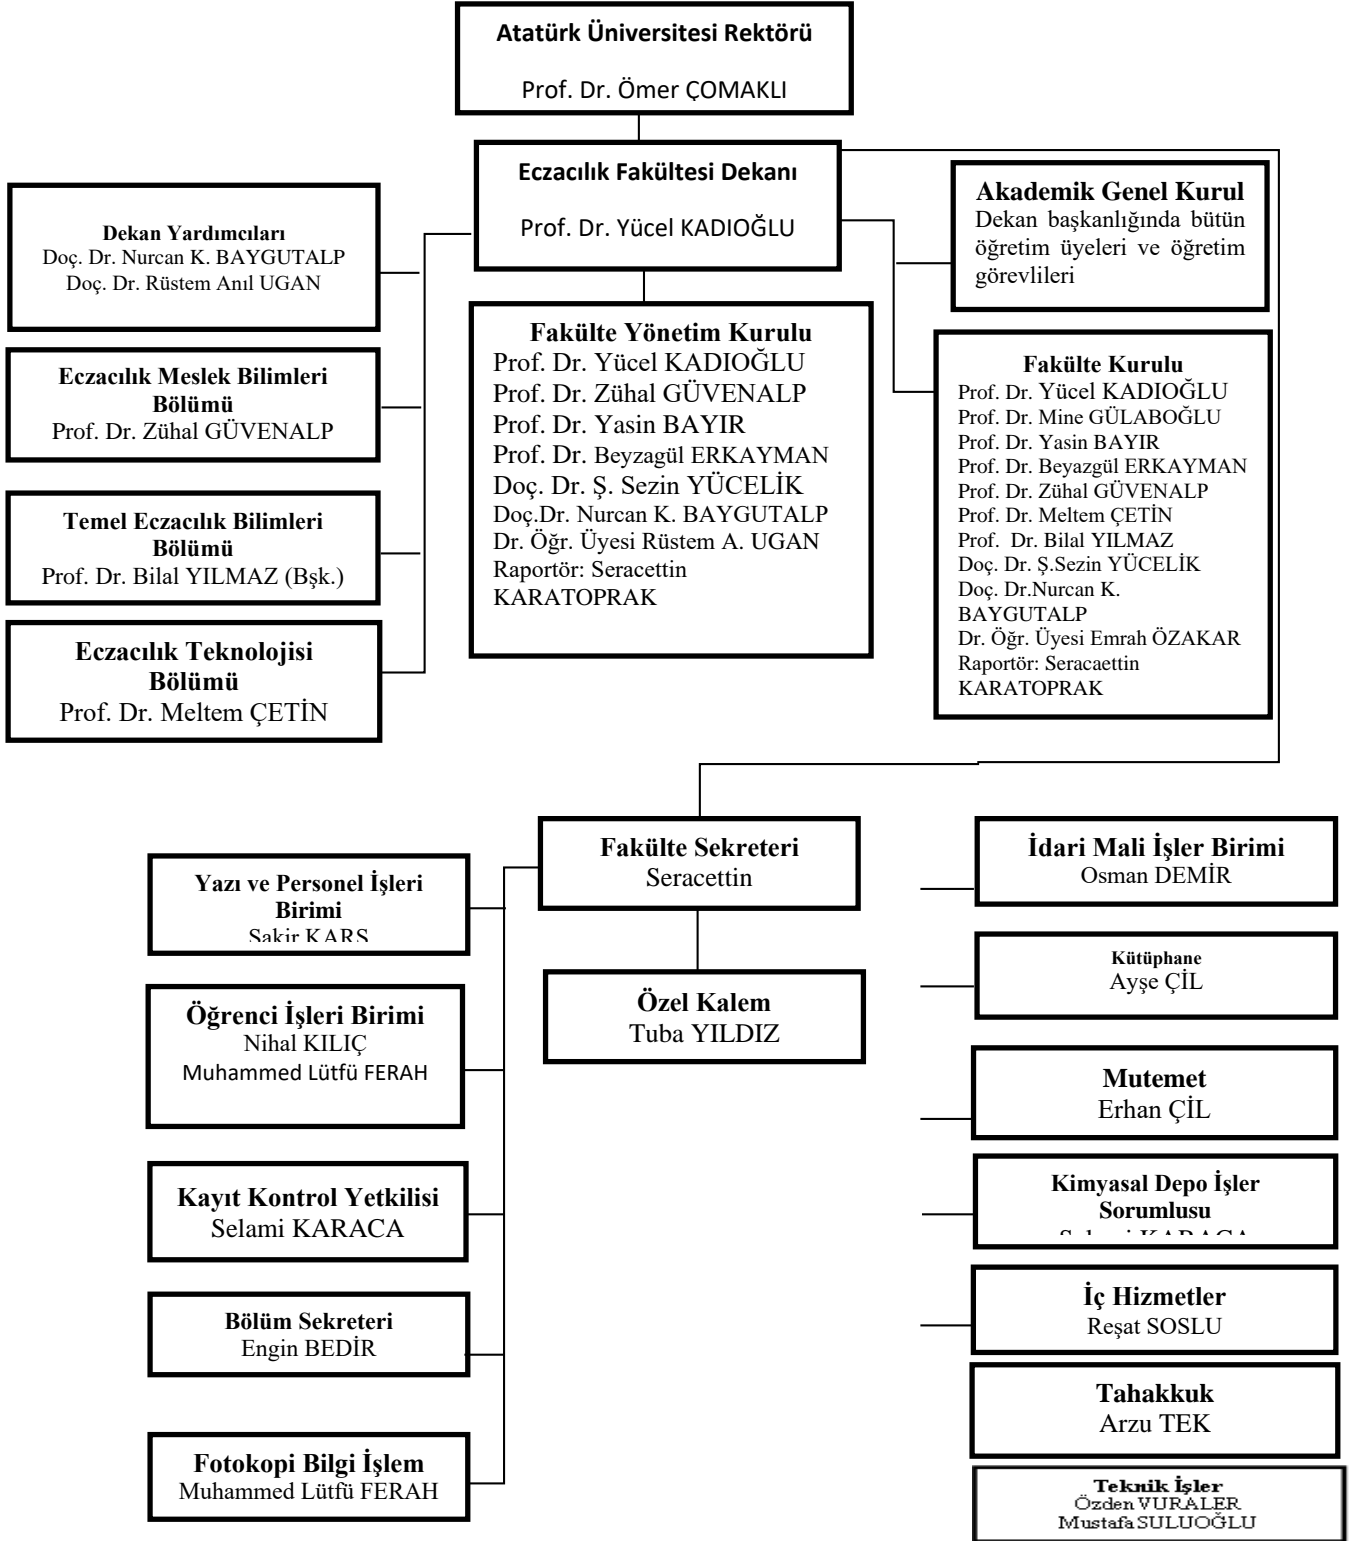 Atatürk Üniversitesi Rektörü
Prof. Dr. Ömer ÇOMAKLI
Eczacılık Fakültesi Dekanı
Prof. Dr. Yücel KADIOĞLU
Dekan Yardımcıları
Doç. Dr. Nurcan K. BAYGUTALP
Doç. Dr. Rüstem Anıl UGAN
Eczacılık Meslek Bilimleri
Bölümü
Prof. Dr. Zühal GÜVENALP
Temel Eczacılık Bilimleri
Bölümü
Prof. Dr. Bilal YILMAZ (Bşk.)
Eczacılık Teknolojisi
Bölümü
Prof. Dr. Meltem ÇETİN
Fakülte Yönetim Kurulu
Prof. Dr. Yücel KADIOĞLU
Prof. Dr. Zühal GÜVENALP
Prof. Dr. Yasin BAYIR
Prof. Dr. Beyzagül ERKAYMAN
Doç. Dr. Ş. Sezin YÜCELİK
Doç.Dr. Nurcan K. BAYGUTALP
Dr. Öğr. Üyesi Rüstem A. UGAN
Raportör: Seracettin
KARATOPRAK
Akademik Genel Kurul
Dekan başkanlığında bütün
öğretim üyeleri ve öğretim
görevlileri
Fakülte Kurulu
Prof. Dr. Yücel KADIOĞLU
Prof. Dr. Mine GÜLABOĞLU
Prof. Dr. Yasin BAYIR
Prof. Dr. Beyazgül ERKAYMAN
Prof. Dr. Zühal GÜVENALP
Prof. Dr. Meltem ÇETİN
Prof. Dr. Bilal YILMAZ
Doç. Dr. Ş.Sezin YÜCELİK
Doç. Dr.Nurcan K.
BAYGUTALP
Dr. Öğr. Üyesi Emrah ÖZAKAR
Raportör: Seracaettin
KARATOPRAK
Fakülte Sekreteri
Seracettin
Özel Kalem
Tuba YILDIZ
Yazı ve Personel İşleri
Birimi
Öğrenci İşleri Birimi
Nihal KILIÇ
Muhammed Lütfü FERAH
Kayıt Kontrol Yetkilisi
Selami KARACA
Bölüm Sekreteri
Engin BEDİR
Fotokopi Bilgi İşlem
Muhammed Lütfü FERAH
İdari Mali İşler Birimi
Osman DEMİR
Kütüphane
Ayşe ÇİL
Mutemet
Erhan ÇİL
Kimyasal Depo İşler
Sorumlusu
İç Hizmetler
Reşat SOSLU
Tahakkuk
Arzu TEK
Teknik İşler
Özden VURALER
Mustafa SULUOĞLU